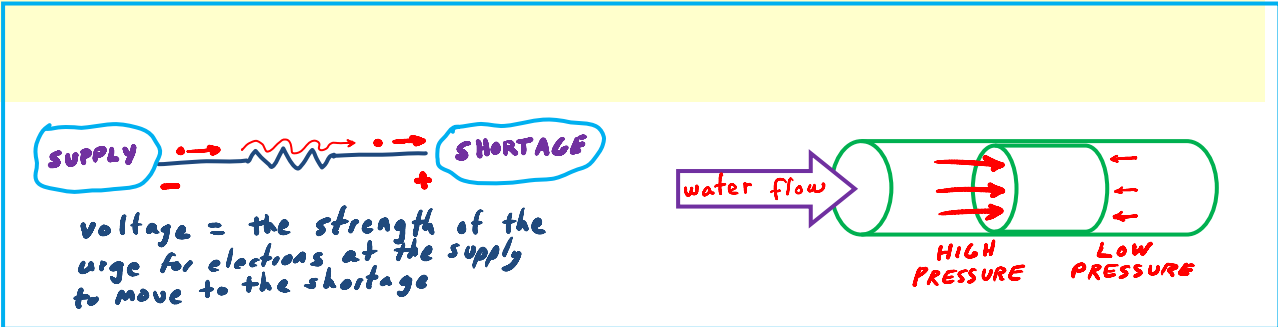 SUPPLY
SHORTAGE
-
+
voltage = the strength of the
urge for electrons at the supply
to move to the shortage
water flow
HIGH
PRESSURE
LOW
PRESSURE